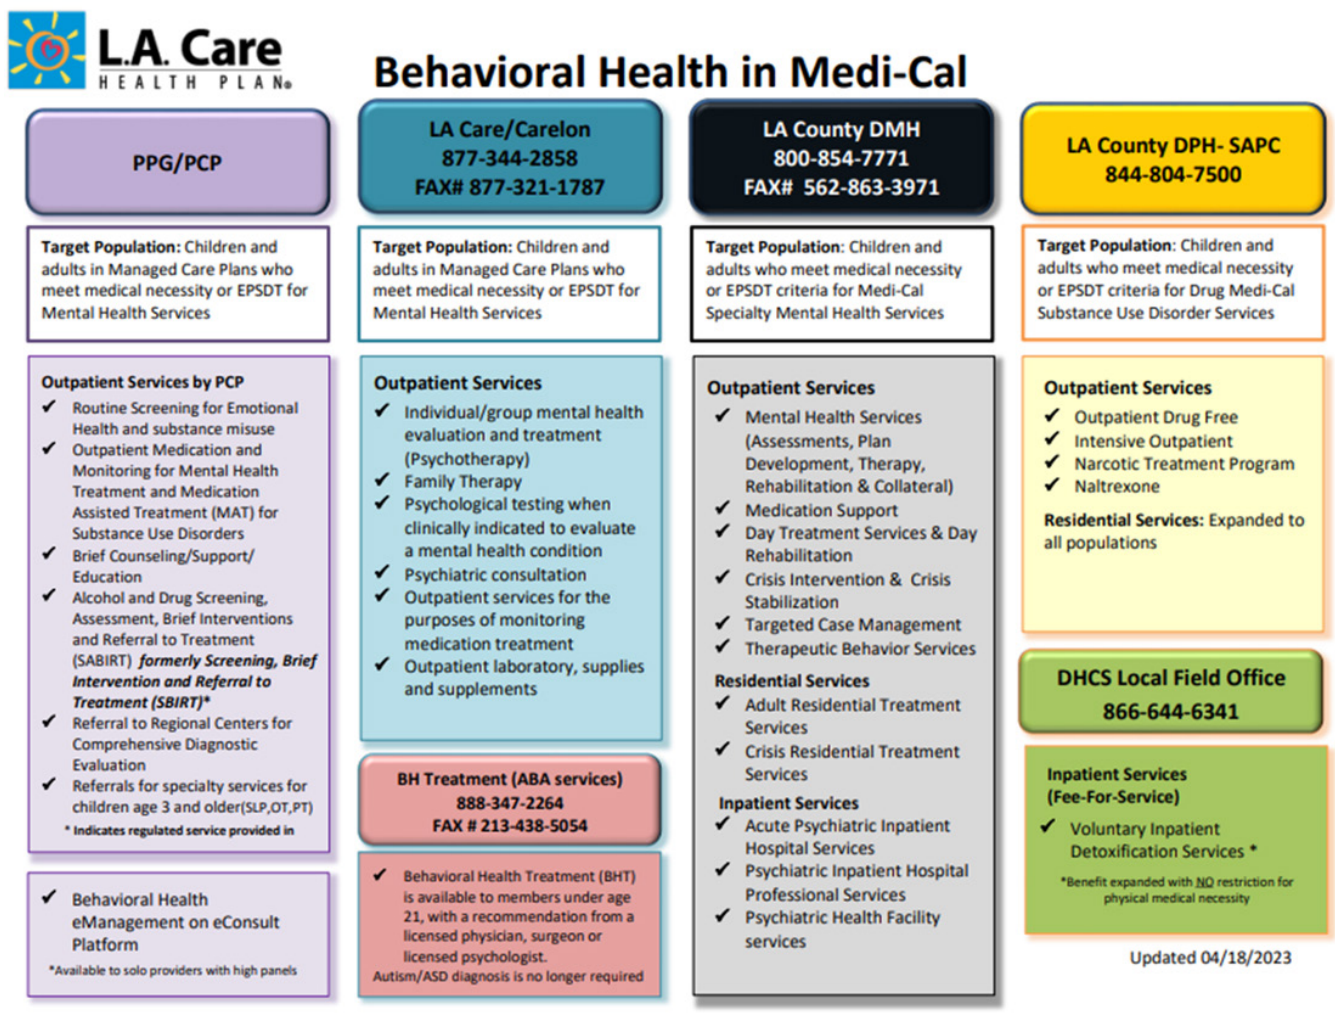 L.A. Care
HEALTH PLAN®
Behavioral Health in Medi-Cal
PPG/PCP
Target Population: Children and
adults in Managed Care Plans who
meet medical necessity or EPSDT for
Mental Health Services
Outpatient Services by PCP
✓ Routine Screening for Emotional
Health and substance misuse
✓ Outpatient Medication and
Monitoring for Mental Health
Treatment and Medication
Assisted Treatment (MAT) for
Substance Use Disorders
✓ Brief Counseling/Support/
Education
✓ Alcohol and Drug Screening,
Assessment, Brief Interventions
and Referral to Treatment
(SABIRT) formerly Screening, Brief
Intervention and Referral to
Treatment (SBIRT)*
✓ Referral to Regional Centers for
Comprehensive Diagnostic
Evaluation
✓ Referrals for specialty services for
children age 3 and older(SLP,OT,PT)
* Indicates regulated service provided in
✓ Behavioral Health
eManagement on eConsult
Platform
*Available to solo providers with high panels
LA Care/Carelon
877-344-2858
FAX# 877-321-1787
Target Population: Children and
adults in Managed Care Plans who
meet medical necessity or EPSDT for
Mental Health Services
Outpatient Services
✓ Individual/group mental health
evaluation and treatment
(Psychotherapy)
✓ Family Therapy
✓ Psychological testing when
clinically indicated to evaluate
a mental health condition
✓ Psychiatric consultation
✓ Outpatient services for the
purposes of monitoring
medication treatment
✓ Outpatient laboratory, supplies
and supplements
BH Treatment (ABA services)
888-347-2264
FAX # 213-438-5054
✓ Behavioral Health Treatment (BHT)
is available to members under age
21, with a recommendation from a
licensed physician, surgeon or
licensed psychologist.
Autism/ASD diagnosis is no longer required
LA County DMH
800-854-7771
FAX# 562-863-3971
Target Population: Children and
adults who meet medical necessity
or EPSDT criteria for Medi-Cal
Specialty Mental Health Services
Outpatient Services
✓ Mental Health Services
(Assessments, Plan
Development, Therapy,
Rehabilitation & Collateral)
✓ Medication Support
✓ Day Treatment Services & Day
Rehabilitation
✓ Crisis Intervention & Crisis
Stabilization
✓ Targeted Case Management
✓ Therapeutic Behavior Services
Residential Services
✓ Adult Residential Treatment
Services
✓ Crisis Residential Treatment
Services
Inpatient Services
✓ Acute Psychiatric Inpatient
Hospital Services
✓ Psychiatric Inpatient Hospital
Professional Services
✓ Psychiatric Health Facility
services
LA County DPH- SAPC
844-804-7500
Target Population: Children and
adults who meet medical necessity
or EPSDT criteria for Drug Medi-Cal
Substance Use Disorder Services
Outpatient Services
✓ Outpatient Drug Free
✓ Intensive Outpatient
✓ Narcotic Treatment Program
✓ Naltrexone
Residential Services: Expanded to
all populations
DHCS Local Field Office
866-644-6341
Inpatient Services
(Fee-For-Service)
✓ Voluntary Inpatient
Detoxification Services *
*Benefit expanded with NO restriction for
physical medical necessity
Updated 04/18/2023